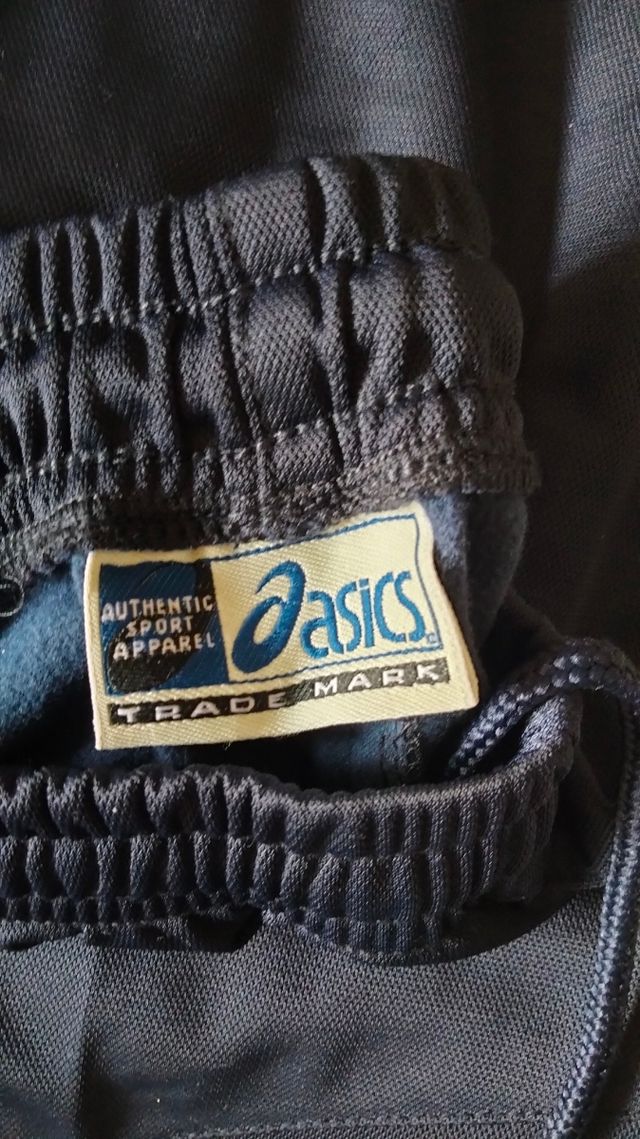 AUTHENTIC
SPORT
APPAREL
asics
TRADE MARK